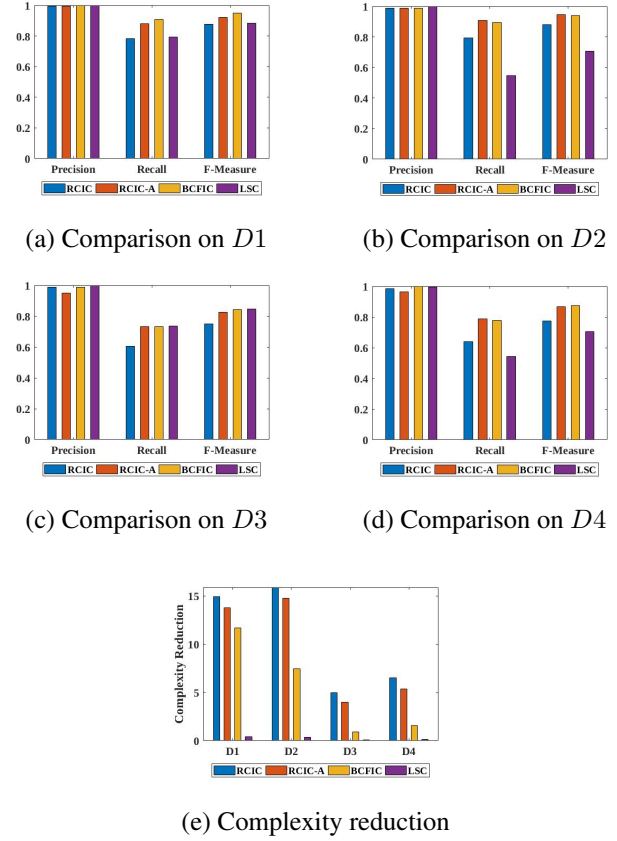 1
0.8
0.6
0.4
0.2
0
Precision Recall F-Measure
RCIC RCIC-A BCFIC LSC
(a) Comparison on D1
1
0.8
0.6
0.4
0.2
0
Precision Recall F-Measure
RCIC RCIC-A BCFIC LSC
(b) Comparison on D2
1
0.8
0.6
0.4
0.2
0
Precision Recall F-Measure
RCIC RCIC-A BCFIC LSC
(c) Comparison on D3
1
0.8
0.6
0.4
0.2
0
Precision Recall F-Measure
RCIC RCIC-A BCFIC LSC
(d) Comparison on D4
Complexity Reduction
15
10
5
0
D1 D2 D3 D4
RCIC RCIC-A BCFIC LSC
(e) Complexity reduction